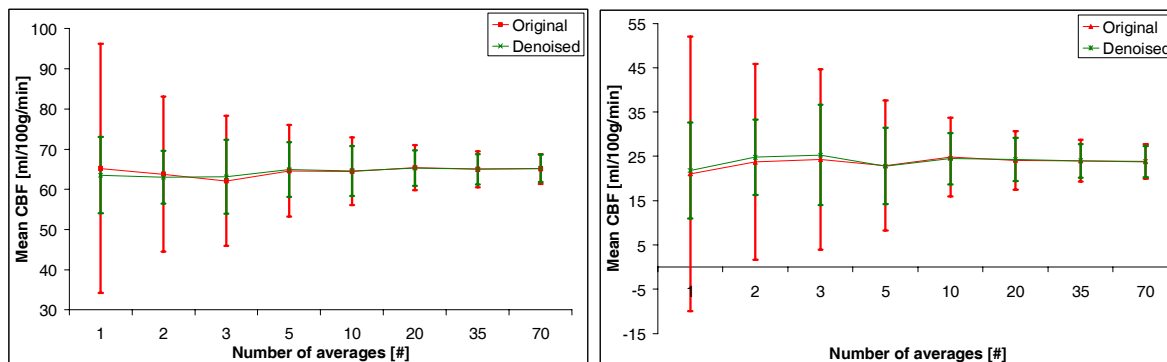 Mean CBF [ml/100g/min]
100
90
80
70
60
50
40
30
1 2 3 5 10 20 35 70
Number of averages [#]
Original
Denoised
Mean CBF [ml/100g/min]
55
45
35
25
15
5
-5
-15
1 2 3 5 10 20 35 70
Number of averages [#]
Original
Denoised